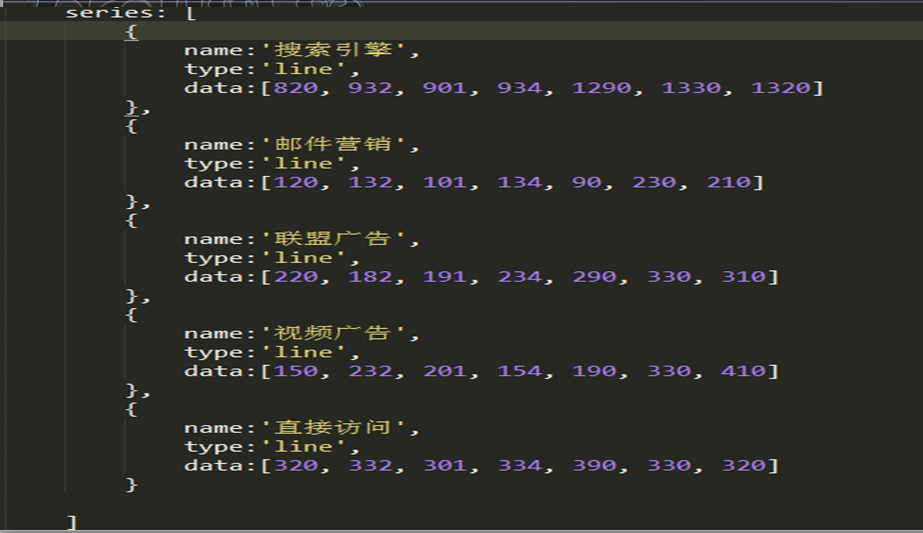 series: [
{
name:'搜索引擎',
type:'line',
data:[820, 932, 901, 934, 1290, 1330, 1320]
},
{
name:'邮件营销',
type:'line',
data:[120, 132, 101, 134, 90, 230, 210]
},
{
name:'联盟广告',
type:'line',
data:[220, 182, 191, 234, 290, 330, 310]
},
{
name:'视频广告',
type:'line',
data:[150, 232, 201, 154, 190, 330, 410]
},
{
name:'直接访问',
type:'line',
data:[320, 332, 301, 334, 390, 330, 320]
}
]